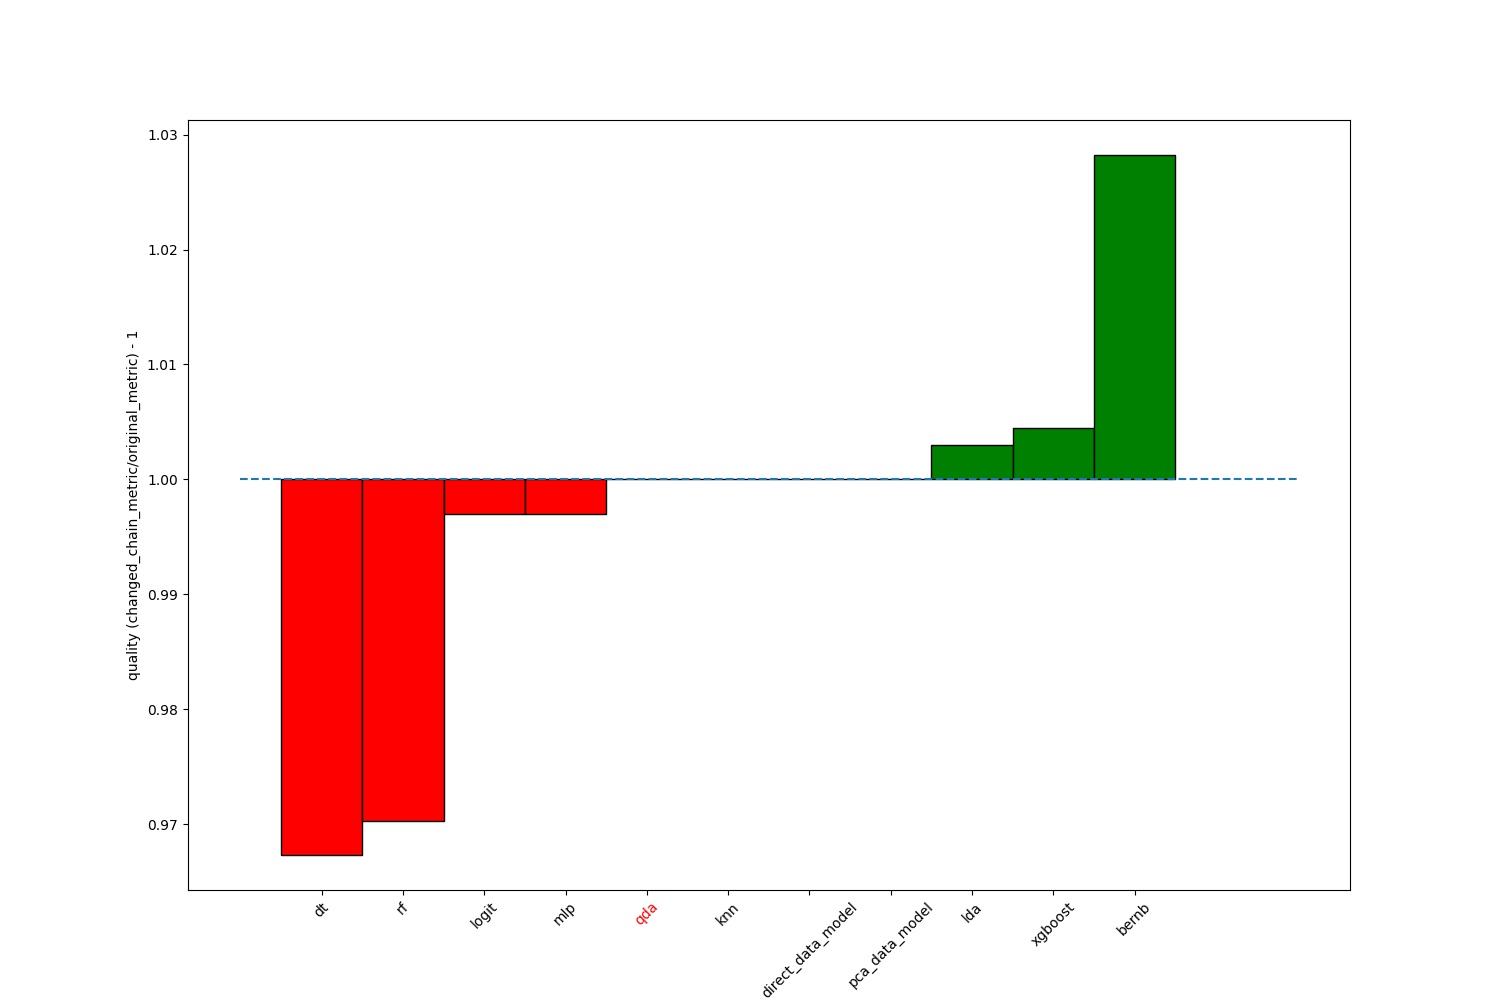 quality (changed_chain_metric/original_metric) - 1
1.03
1.02
1.01
1.00
0.99
0.98
0.97
dt
rf
logit
mlp
qda
knn
direct_data_model
pca_data_model
lda
xgboost
bernb